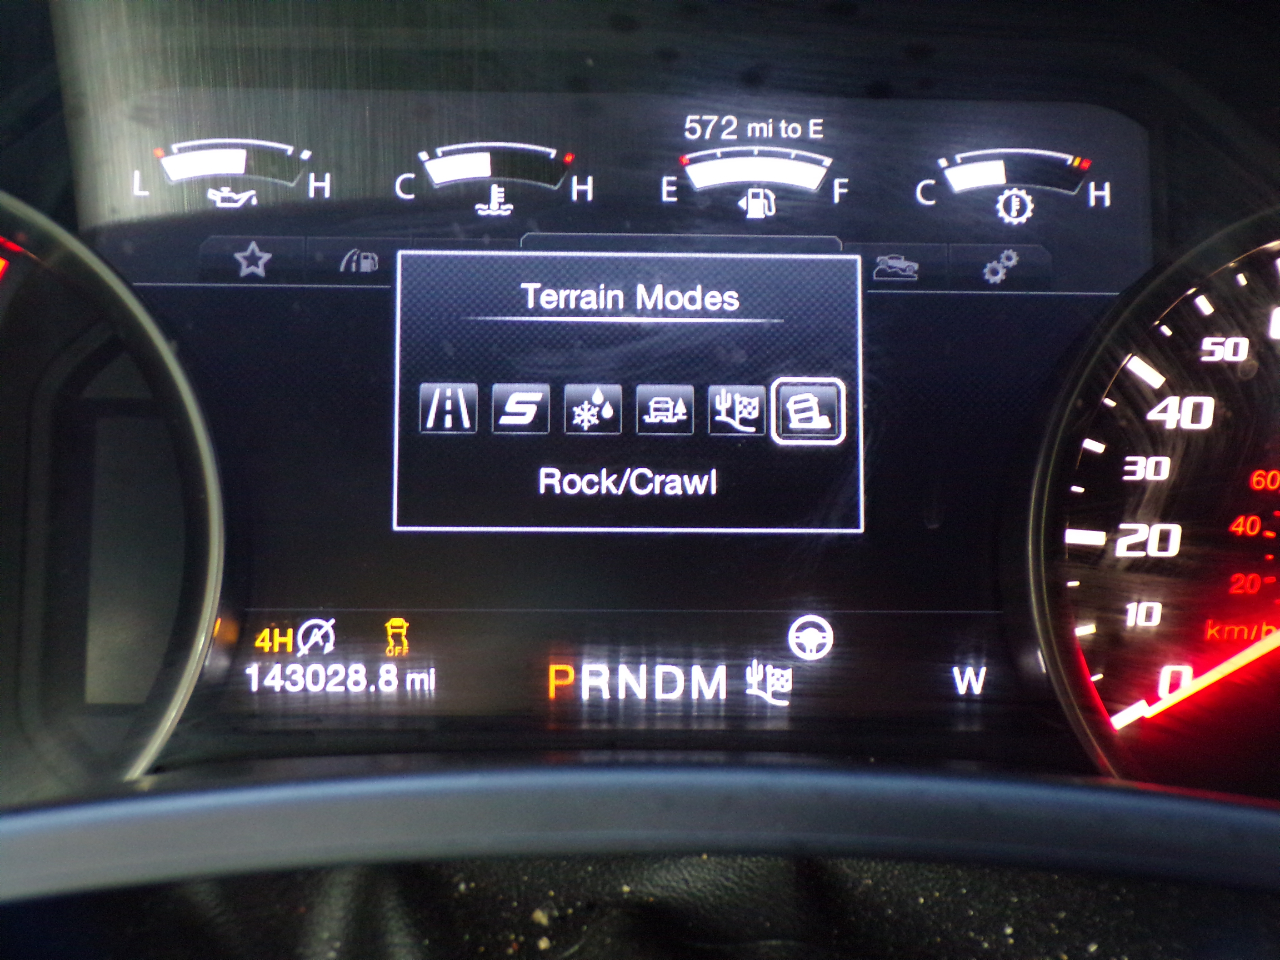 572 mi to E
L H C H E F C H
Terrain Modes
S
Rock/Crawl
50
40
30
20
10
0
60
40
20
km/h
4H A OFF
143028.8 mi
PRNDM
W